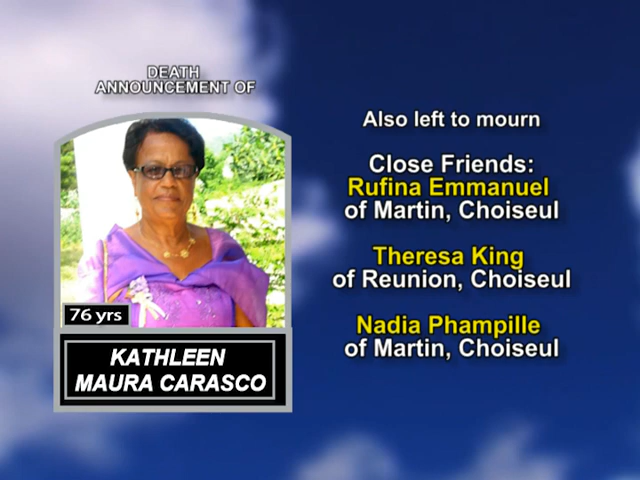 DEATH
ANNOUNCEMENT OF
76 yrs
KATHLEEN
MAURA CARASCO
Also left to mourn
Close Friends:
Rufina Emmanuel
of Martin, Choiseul
Theresa King
of Reunion, Choiseul
Nadia Phampille
of Martin, Choiseul